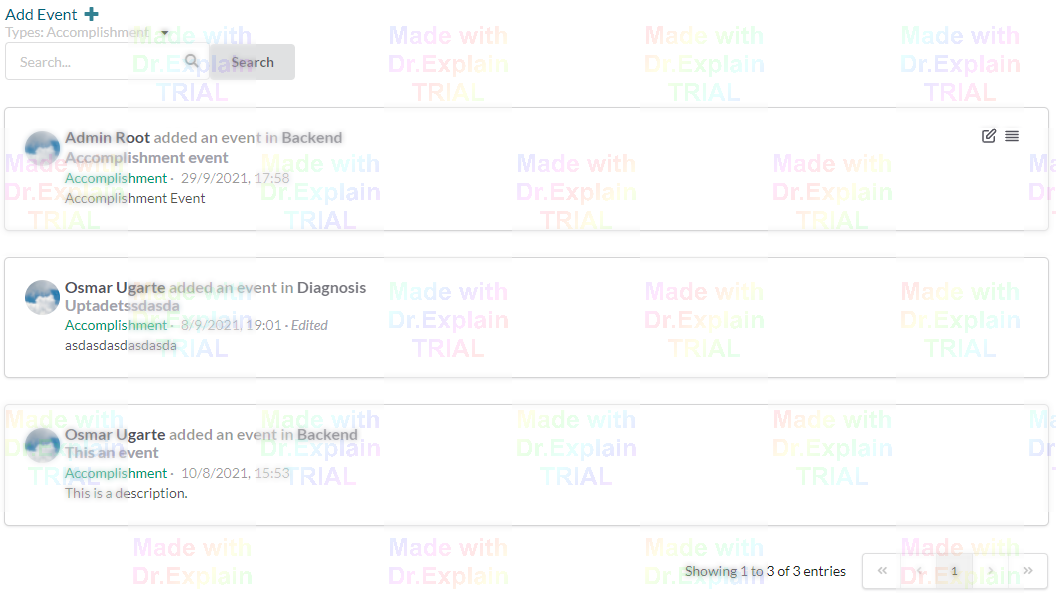 Add Event
Types: Accomplishment
Search...
Search
Admin Root added an event in Backend
Accomplishment event
Accomplishment · 29/9/2021, 17:58
Accomplishment Event
Osmar Ugarte added an event in Diagnosis
Uptadetssdasda
Accomplishment · 8/9/2021, 19:01 · Edited
asdasdasdasdasda
Osmar Ugarte added an event in Backend
This an event
Accomplishment · 10/8/2021, 15:53
This is a description.
Showing 1 to 3 of 3 entries
« ‹ 1 › »
Made with
Dr.Explain
TRIAL